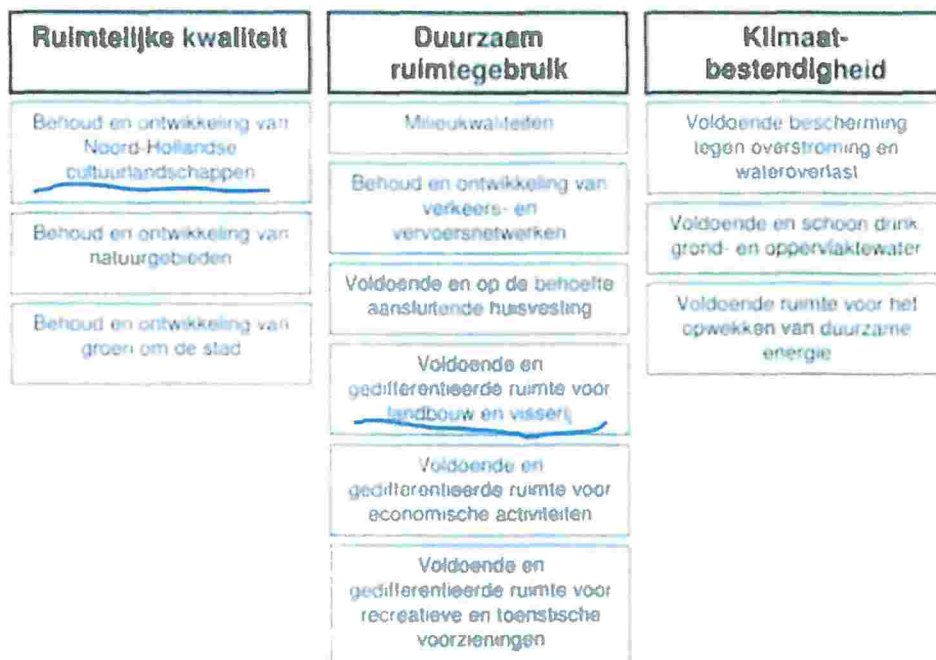 Ruimtelijke kwaliteit
Behoud en ontwikkeling van
Noord-Hollandse
cultuurlandschappen
Behoud en ontwikkeling van
natuurgebieden
Behoud en ontwikkeling van
groen om de stad
Duurzaam
ruimtegebruik
Milieukwaliteiten
Behoud en ontwikkeling van
verkeers- en
vervoersnetwerken
Voldoende en op de behoefte
aansluitende huisvesting
Voldoende en
gedifferentieerde ruimte voor
landbouw en visserij
Voldoende en
gedifferentieerde ruimte voor
economische activiteiten
Voldoende en
gedifferentieerde ruimte voor
recreatieve en toeristische
voorzieningen
Klimaat-
bestendigheid
Voldoende bescherming
tegen overstroming en
wateroverlast
Voldoende en schoon drink,
grond- en oppervlaktewater
Voldoende ruimte voor het
opwekken van duurzame
energie